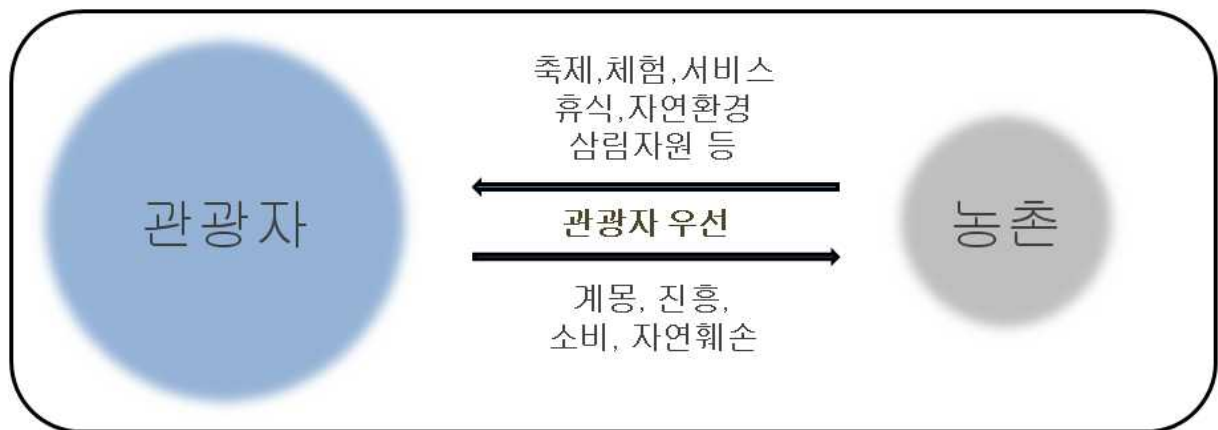 관광자
축제,체험,서비스
휴식,자연환경
삼림자원 등
관광자 우선
계몽, 진흥,
소비, 자연훼손
농촌